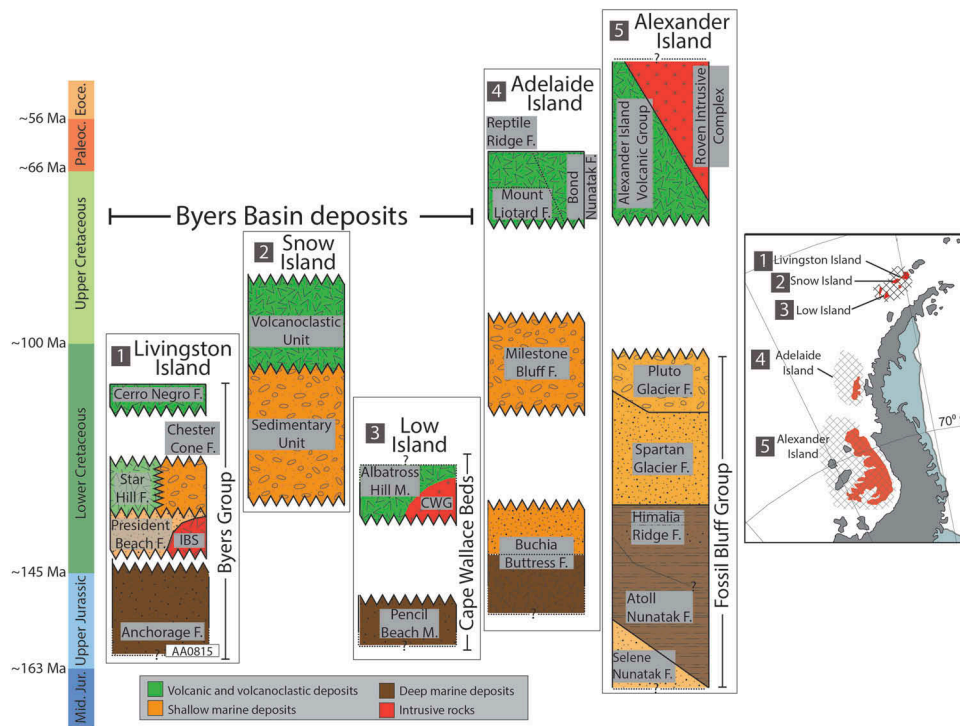 ~56 Ma
~66 Ma
~100 Ma
~145 Ma
~163 Ma
Eoce.
Paleoc.
Upper Cretaceous
Lower Cretaceous
Upper Jurassic
Mid. Jur.
Byers Basin deposits
1 Livingston
Island
Cerro Negro F.
Chester
Cone F.
Star
Hill F.
President
Beach F.
IBS
Anchorage F.
AA0815
?
Byers Group
2 Snow
Island
Volcanoclastic
Unit
Sedimentary
Unit
3 Low
Island
?
Albatross
Hill M.
CWG
Pencil
Beach M.
?
Cape Wallace Beds
4
Adelaide
Island
Reptile
Ridge F.
Mount
Liotard F.
Bond
Nunatak F.
Milestone
Bluff F.
Buchia
Buttress F.
?
5 Alexander
Island
?
Alexander Island
Volcanic Group
Roven Intrusive
Complex
Pluto
Glacier F.
Spartan
Glacier F.
Himalia
Ridge F.
?
Atoll
Nunatak F.
Selene
Nunatak F.
?
Fossil Bluff Group
1 Livingston Island
2 Snow Island
3 Low Island
4 Adelaide
Island
70°
5 Alexander
Island
Volcanic and volcanoclastic deposits
Shallow marine deposits
Deep marine deposits
Intrusive rocks